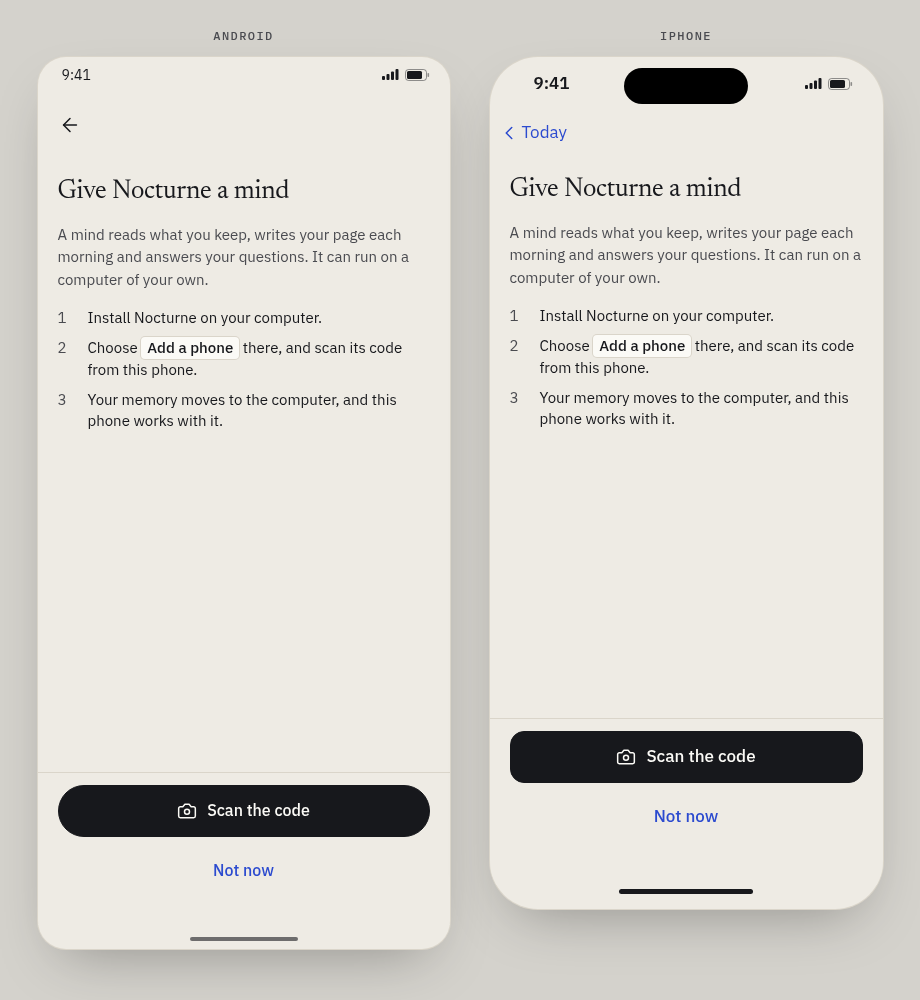 ANDROID
9:41
Give Nocturne a mind
A mind reads what you keep, writes your page each
morning and answers your questions. It can run on a
computer of your own.
1 Install Nocturne on your computer.
2 Choose Add a phone there, and scan its code
from this phone.
3 Your memory moves to the computer, and this
phone works with it.
Scan the code
Not now
IPHONE
9:41
Today
Give Nocturne a mind
A mind reads what you keep, writes your page each
morning and answers your questions. It can run on a
computer of your own.
1 Install Nocturne on your computer.
2 Choose Add a phone there, and scan its code
from this phone.
3 Your memory moves to the computer, and this
phone works with it.
Scan the code
Not now